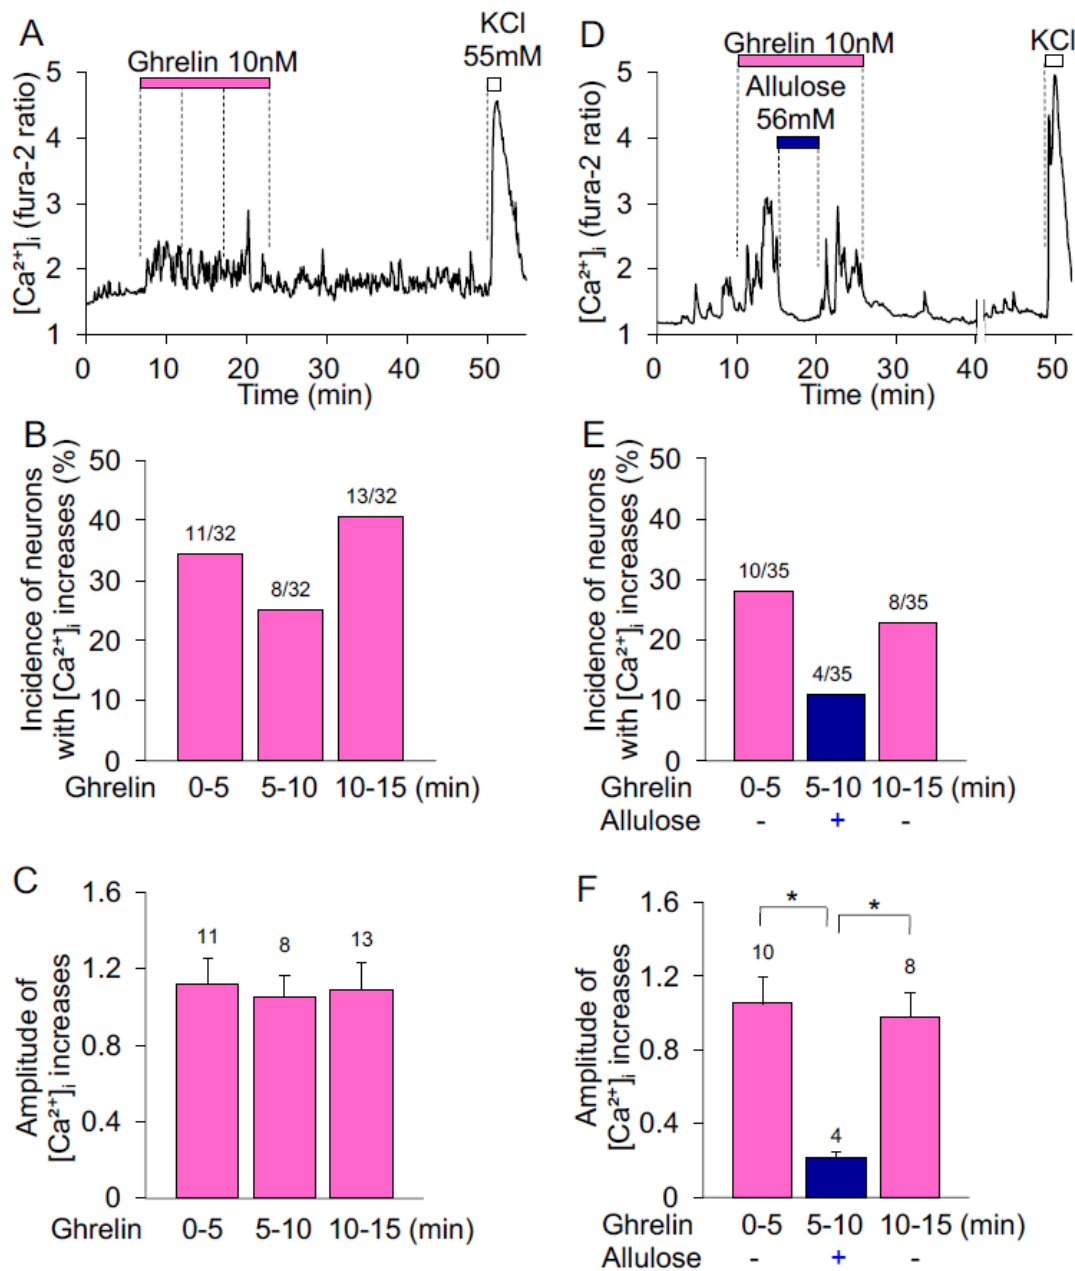 A
Ghrelin 10nM
KCl
55mM
[Ca²⁺]ᵢ (fura-2 ratio)
5
4
3
2
1
0
10
20
30
40
50
Time (min)
D
Ghrelin 10nM
KCl
Allulose
56mM
[Ca²⁺]ᵢ (fura-2 ratio)
5
4
3
2
1
0
10
20
30
40
50
Time (min)
B
Incidence of neurons
with [Ca²⁺]ᵢ increases (%)
50
40
30
20
10
0
11/32
8/32
13/32
Ghrelin 0-5 5-10 10-15 (min)
E
Incidence of neurons
with [Ca²⁺]ᵢ increases (%)
50
40
30
20
10
0
10/35
4/35
8/35
Ghrelin 0-5 5-10 10-15 (min)
Allulose - + -
C
Amplitude of
[Ca²⁺]ᵢ increases
1.6
1.2
0.8
0.4
0
11
8
13
Ghrelin 0-5 5-10 10-15 (min)
F
Amplitude of
[Ca²⁺]ᵢ increases
1.6
1.2
0.8
0.4
0
* *
10
4
8
Ghrelin 0-5 5-10 10-15 (min)
Allulose - + -